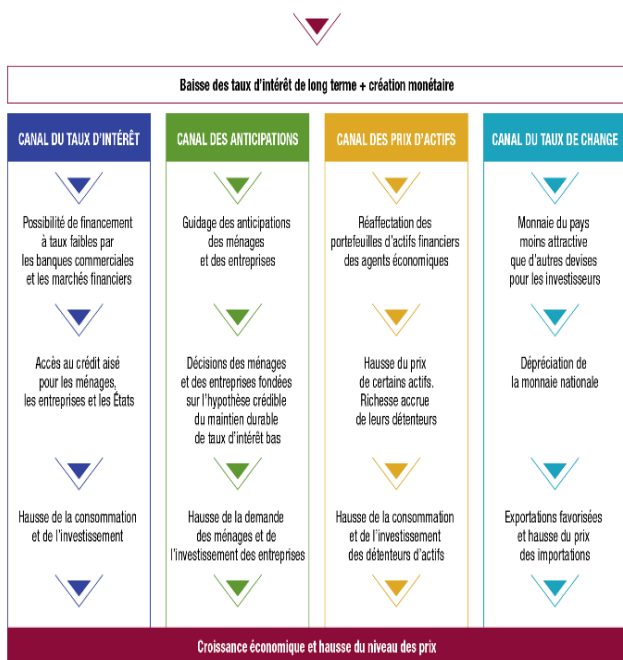 Baisse des taux d'intérêt de long terme + création monétaire
CANAL DU TAUX D'INTÉRÊT
Possibilité de financement
à taux faibles par
les banques commerciales
et les marchés financiers
Accès au crédit aisé
pour les ménages,
les entreprises et les États
Hausse de la consommation
et de l'investissement
CANAL DES ANTICIPATIONS
Guidage des anticipations
des ménages
et des entreprises
Décisions des ménages
et des entreprises fondées
sur l'hypothèse crédible
du maintien durable
de taux d'intérêt bas
Hausse de la demande
des ménages et de
l'investissement des entreprises
CANAL DES PRIX D'ACTIFS
Réaffectation des
portefeuilles d'actifs financiers
des agents économiques
Hausse du prix
de certains actifs.
Richesse accrue
de leurs détenteurs
Hausse de la consommation
et de l'investissement
des détenteurs d'actifs
CANAL DU TAUX DE CHANGE
Monnaie du pays
moins attractive
que d'autres devises
pour les investisseurs
Dépréciation de
la monnaie nationale
Exportations favorisées
et hausse du prix
des importations
Croissance économique et hausse du niveau des prix